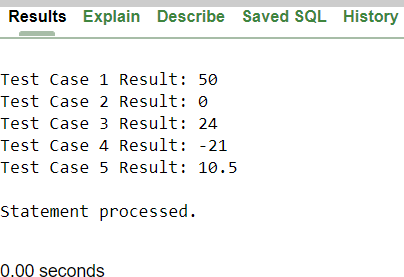 Results Explain Describe Saved SQL History
Test Case 1 Result: 50
Test Case 2 Result: 0
Test Case 3 Result: 24
Test Case 4 Result: -21
Test Case 5 Result: 10.5
Statement processed.
0.00 seconds